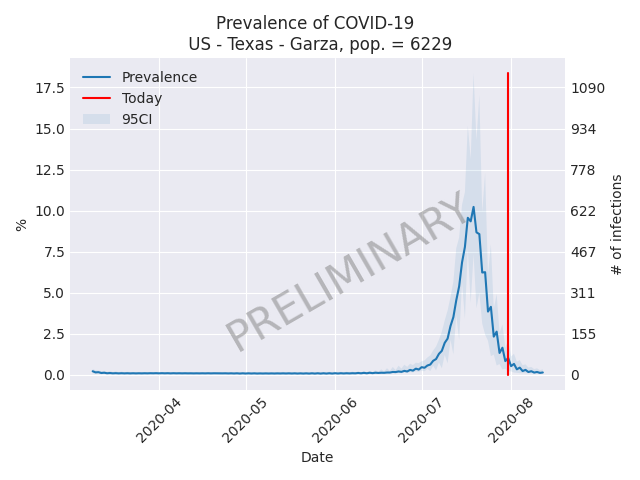 Prevalence of COVID-19
US - Texas - Garza, pop. = 6229
Prevalence
Today
95CI
17.5
15.0
12.5
10.0
7.5
5.0
2.5
0.0
%
1090
934
778
622
467
311
155
0
# of infections
PRELIMINARY
2020-04
2020-05
2020-06
2020-07
2020-08
Date